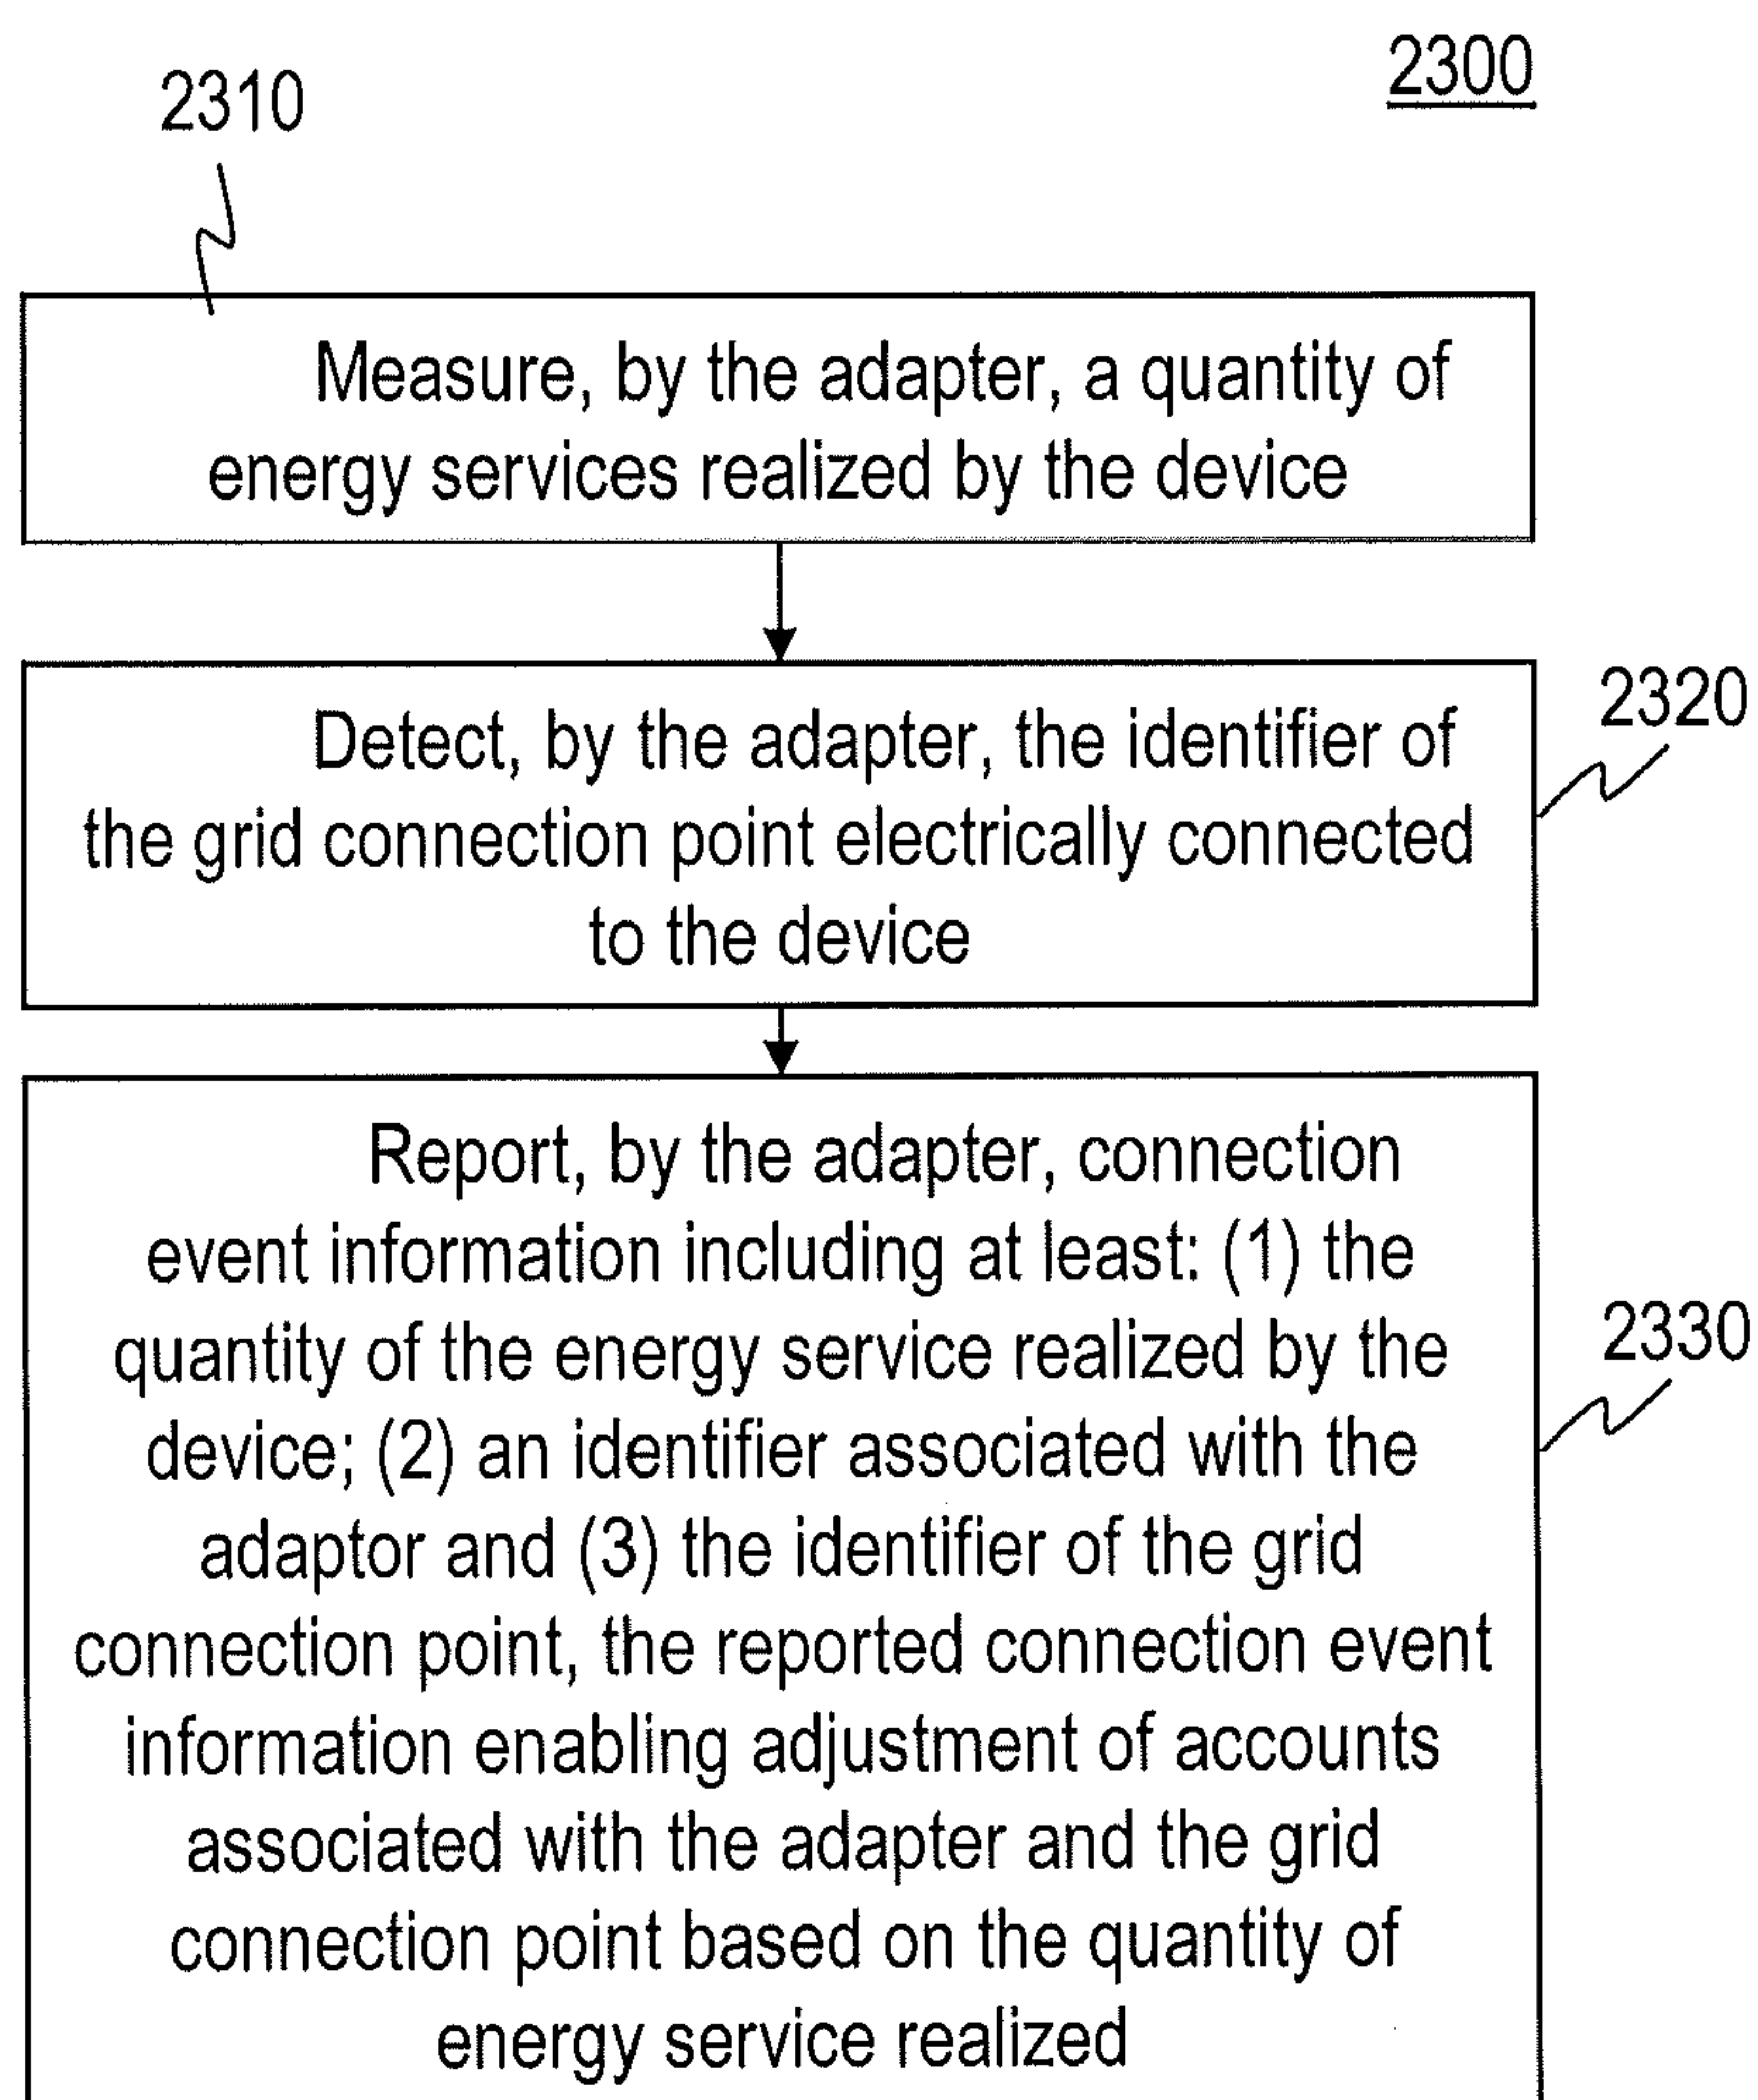 2300
2310
Measure, by the adapter, a quantity of
energy services realized by the device
Detect, by the adapter, the identifier of
the grid connection point electrically connected
to the device
2320
Report, by the adapter, connection
event information including at least: (1) the
quantity of the energy service realized by the
device; (2) an identifier associated with the
adaptor and (3) the identifier of the grid
connection point, the reported connection event
information enabling adjustment of accounts
associated with the adapter and the grid
connection point based on the quantity of
energy service realized
2330